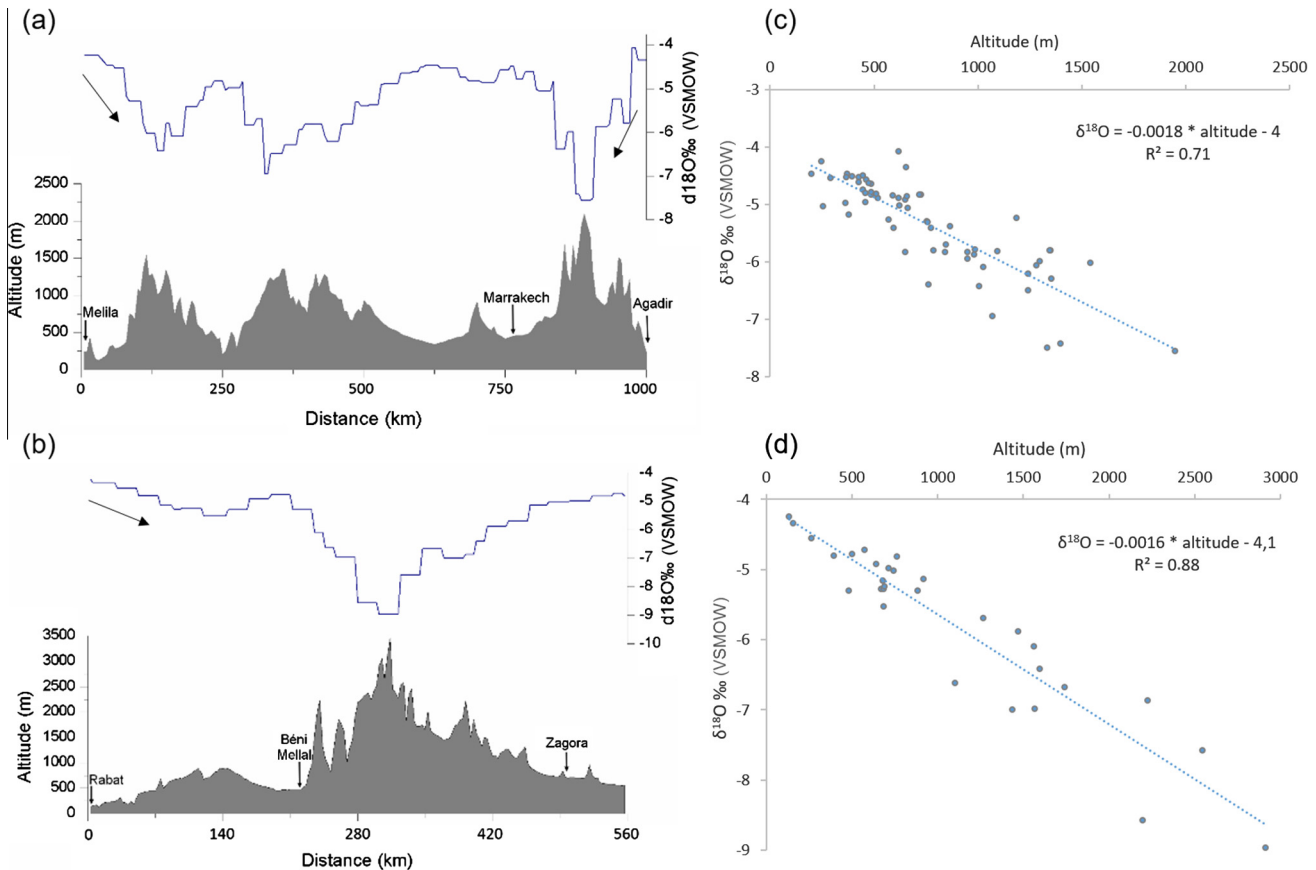 (a)
-4
-5
-6
-7
-8
d18O‰ (VSMOW)
2500
2000
1500
1000
500
0
Altitude (m)
Melila
Marrakech
Agadir
0
250
500
750
1000
Distance (km)
(b)
-4
-5
-6
-7
-8
-9
-10
d18O‰ (VSMOW)
3500
3000
2500
2000
1500
1000
500
0
Altitude (m)
Rabat
Béni
Mellal
Zagora
0
140
280
420
560
Distance (km)
(c)
Altitude (m)
0
500
1000
1500
2000
2500
-3
-4
-5
-6
-7
-8
δ¹⁸O ‰ (VSMOW)
δ¹⁸O = -0.0018 * altitude - 4
R² = 0.71
(d)
Altitude (m)
0
500
1000
1500
2000
2500
3000
-4
-5
-6
-7
-8
-9
δ¹⁸O ‰ (VSMOW)
δ¹⁸O = -0.0016 * altitude - 4,1
R² = 0.88